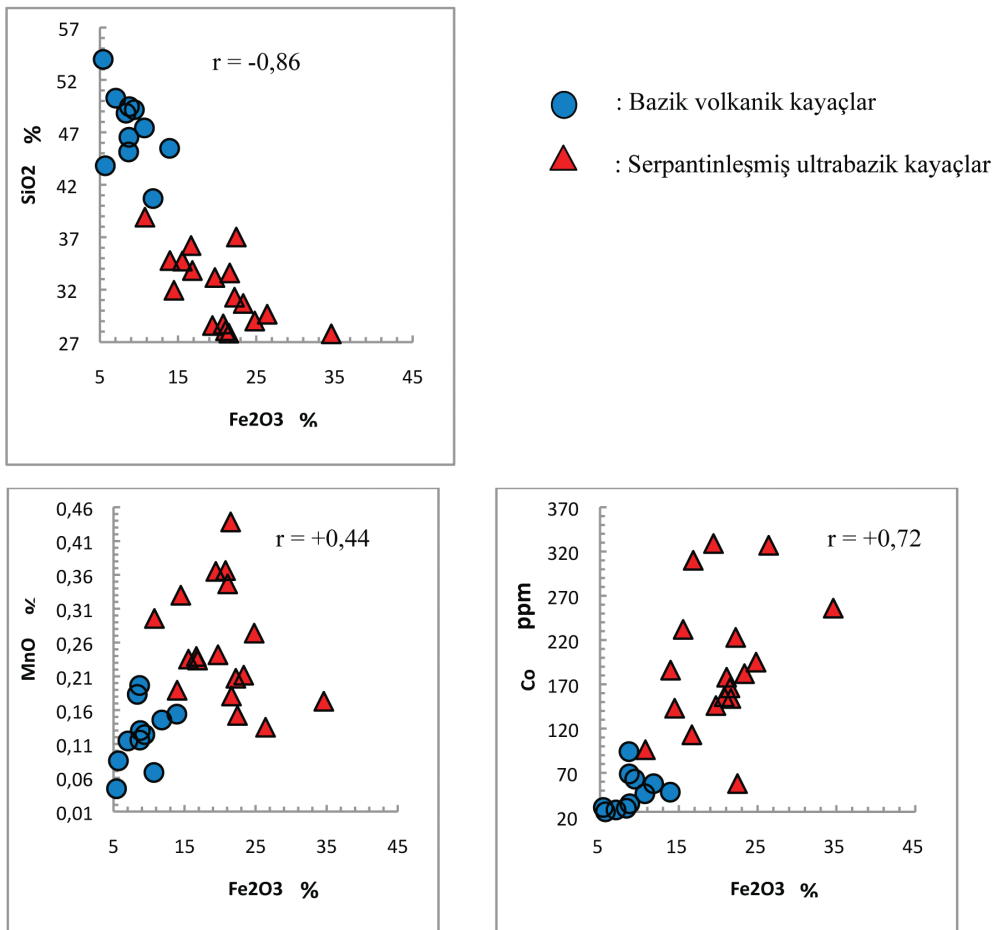 57
r = -0,86
52
47
42
37
32
27
SiO2 %
5 15 25 35 45
Fe2O3 %
: Bazik volkanik kayaçlar
: Serpantinleşmiş ultrabazik kayaçlar
0,46
r = +0,44
0,41
0,36
0,31
0,26
0,21
0,16
0,11
0,06
0,01
MnO %
5 15 25 35 45
Fe2O3 %
370
r = +0,72
320
270
220
170
120
70
20
Co ppm
5 15 25 35 45
Fe2O3 %